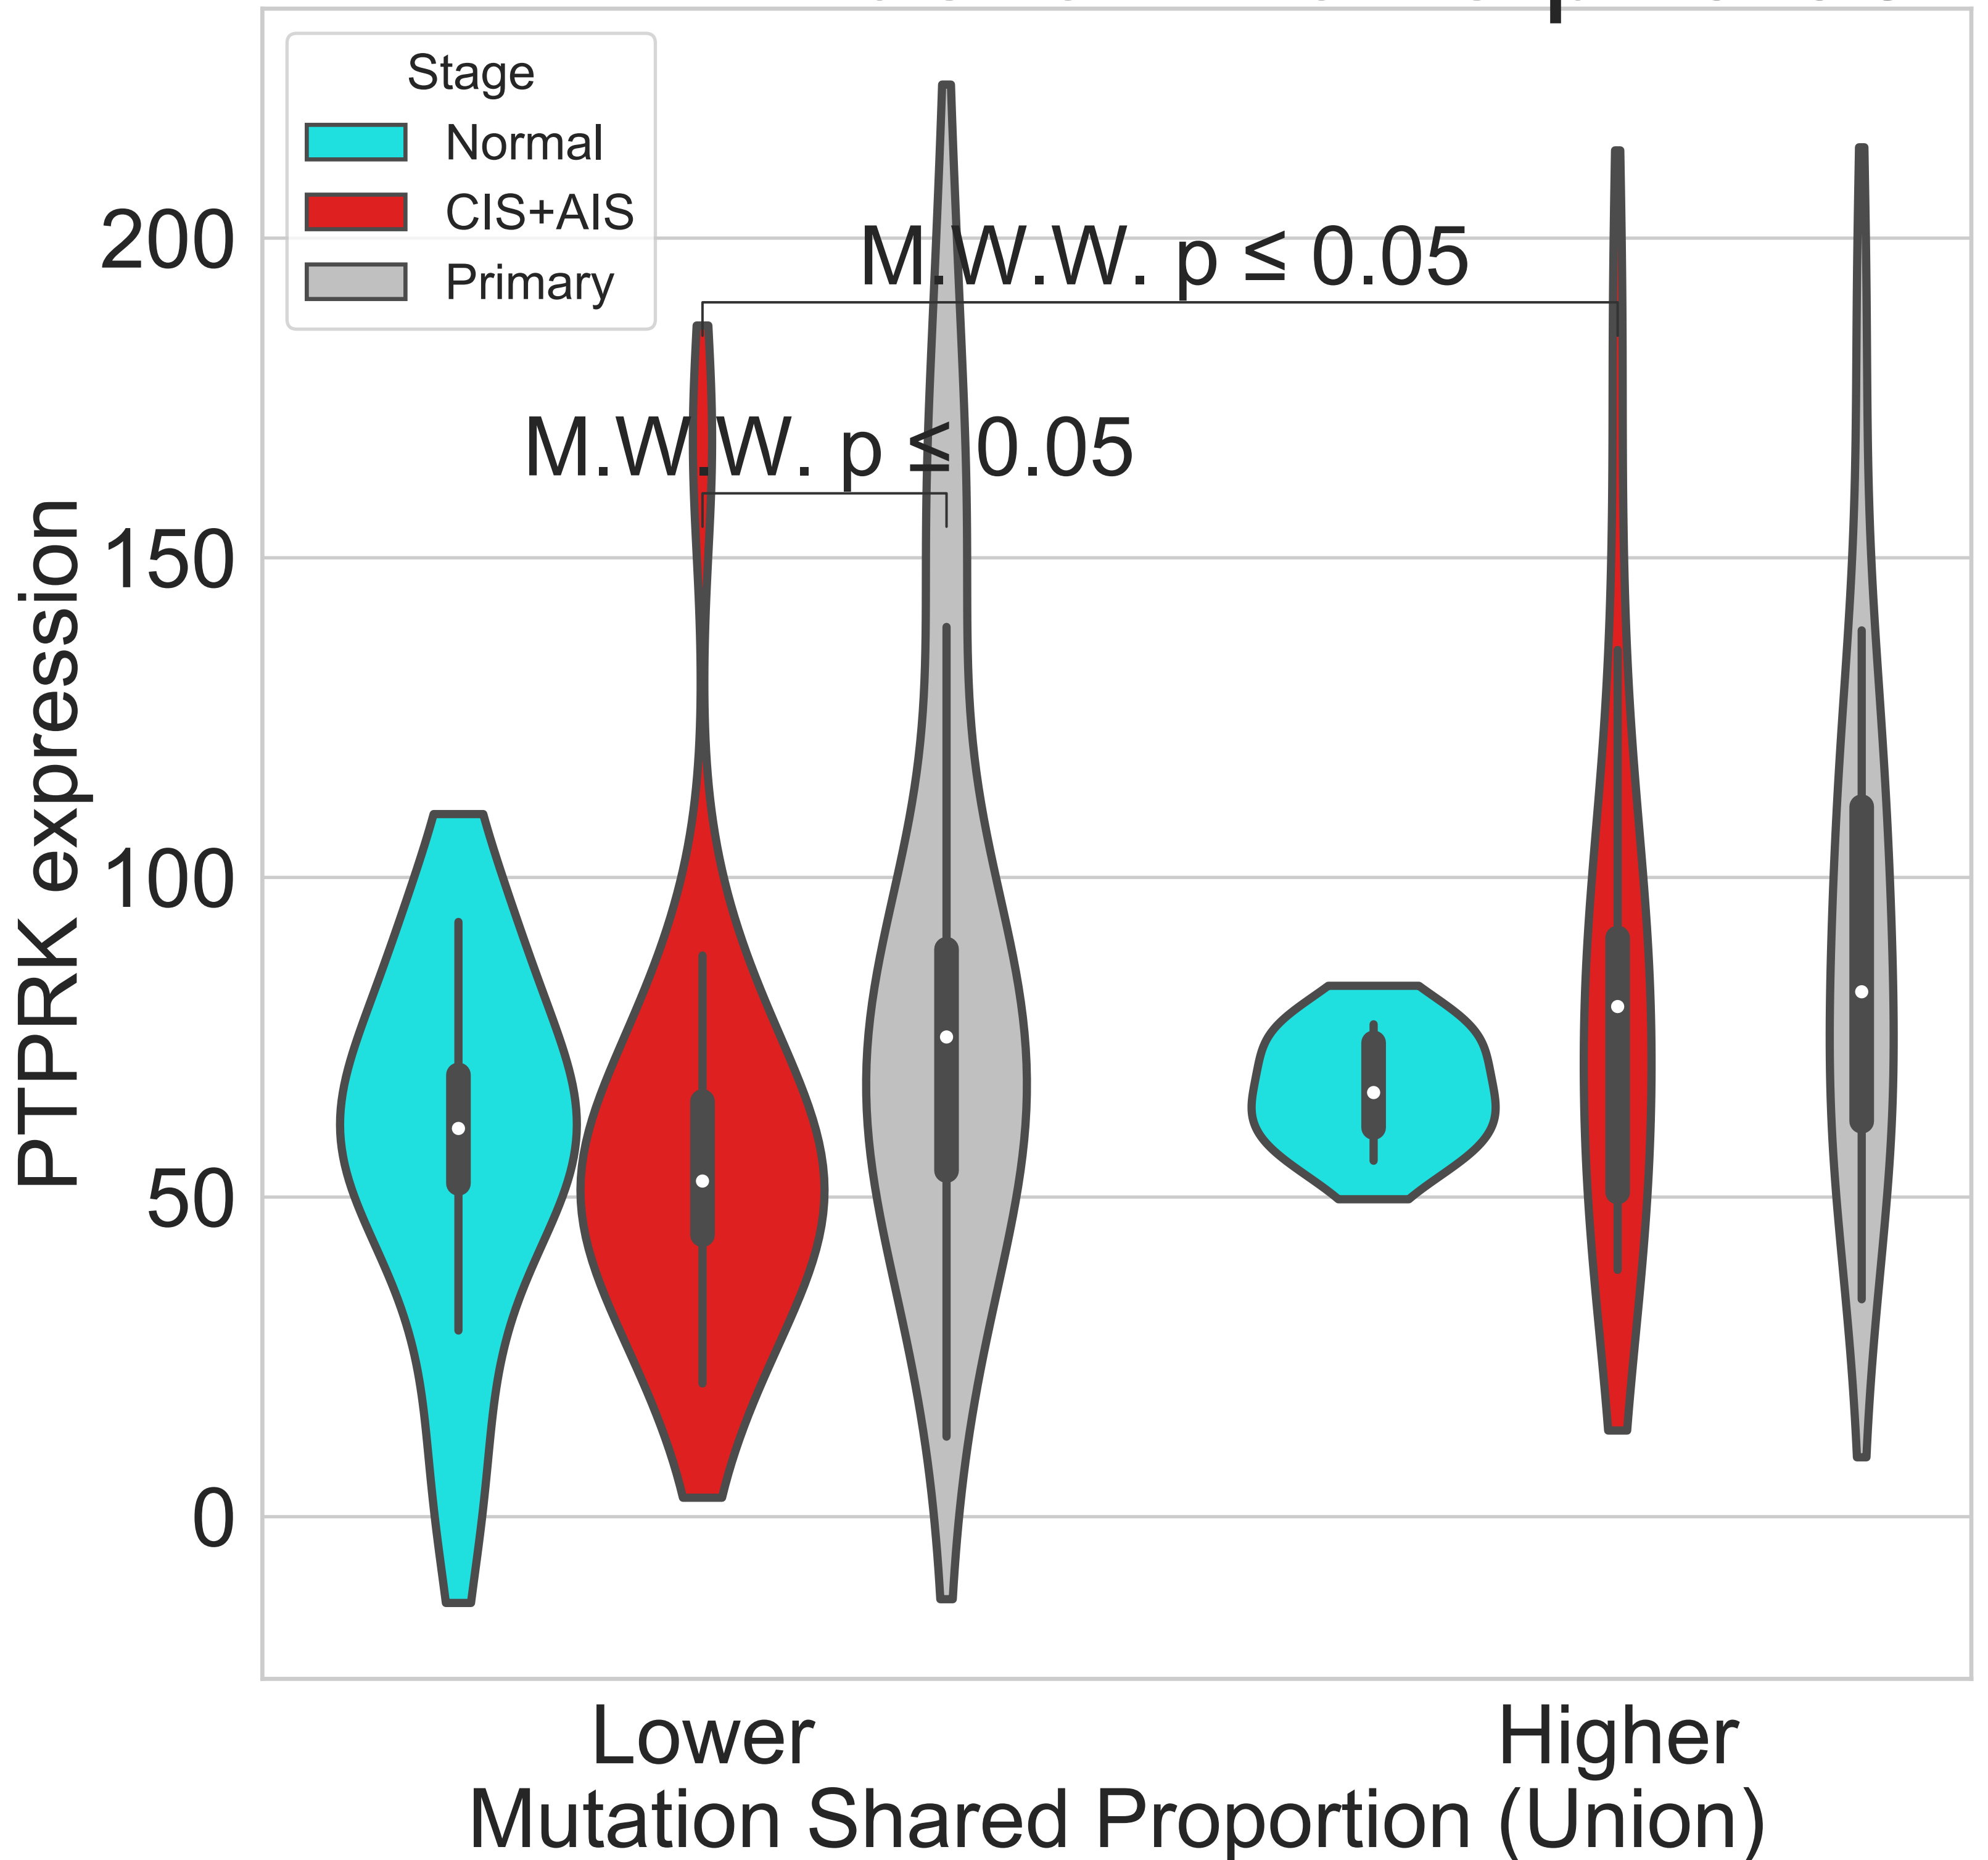 Stage
Normal
CIS+AIS
Primary
M.W.W. p ≤ 0.05
M.W.W. p ≤ 0.05
PTPRK expression
200
150
100
50
0
Lower
Higher
Mutation Shared Proportion (Union)